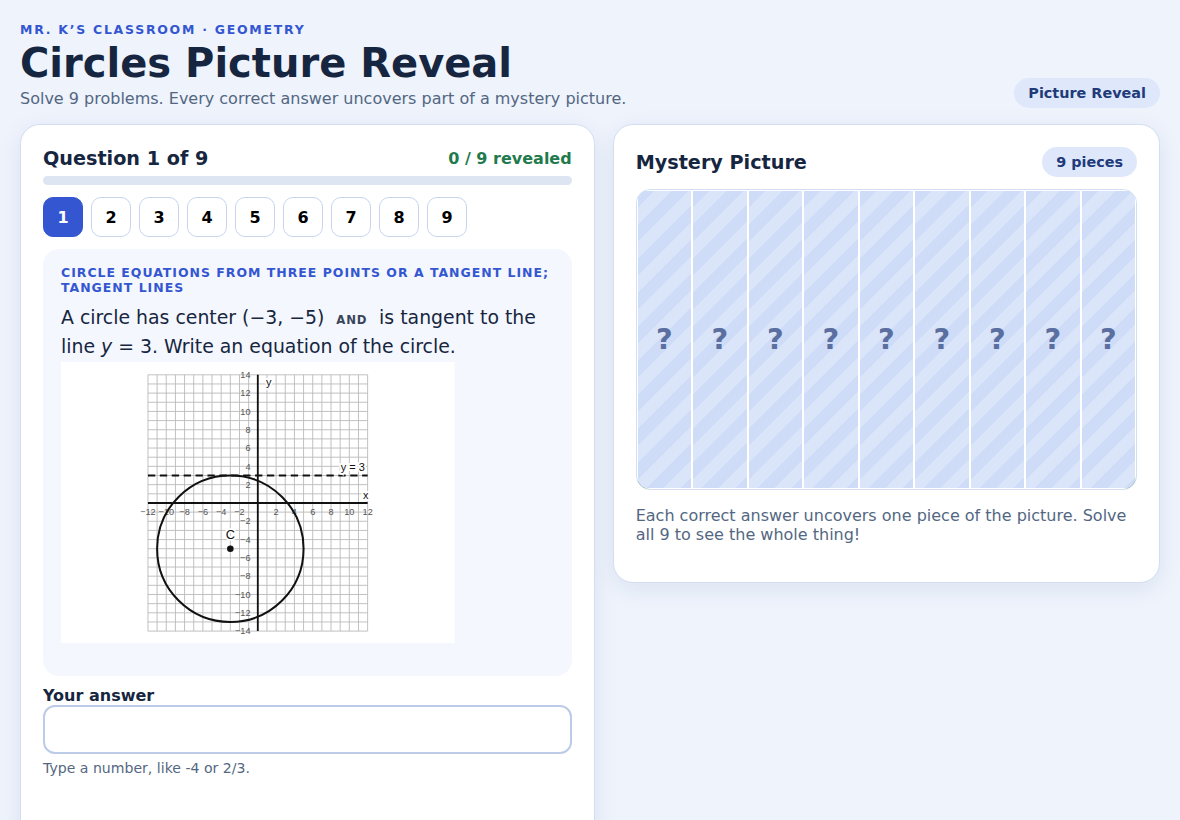 MR. K’S CLASSROOM · GEOMETRY
Circles Picture Reveal
Solve 9 problems. Every correct answer uncovers part of a mystery picture.
Picture Reveal
Question 1 of 9
0 / 9 revealed
1 2 3 4 5 6 7 8 9
CIRCLE EQUATIONS FROM THREE POINTS OR A TANGENT LINE;
TANGENT LINES
A circle has center (−3, −5) AND is tangent to the
line y = 3. Write an equation of the circle.
14
y
12
10
8
6
4
y = 3
2
x
−12 −10 −8 −6 −4 −2 2 4 6 8 10 12
−2
C
−4
−6
−8
−10
−12
−14
Your answer
Type a number, like -4 or 2/3.
Mystery Picture
9 pieces
? ? ? ? ? ? ? ? ?
Each correct answer uncovers one piece of the picture. Solve
all 9 to see the whole thing!